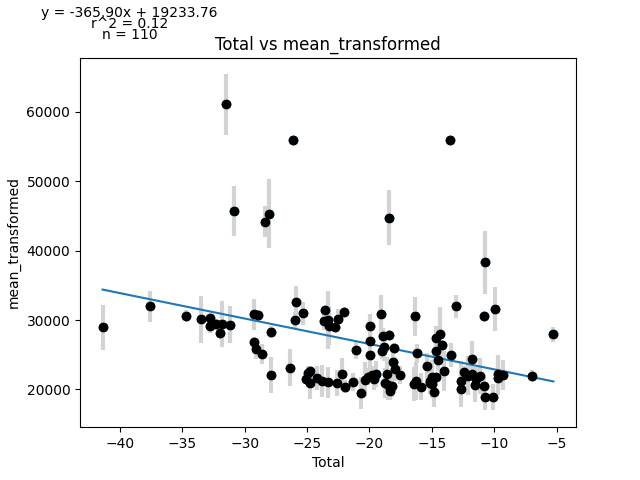 y = -365.90x + 19233.76
r^2 = 0.12
n = 110
Total vs mean_transformed
mean_transformed
60000
50000
40000
30000
20000
−40
−35
−30
−25
−20
−15
−10
−5
Total